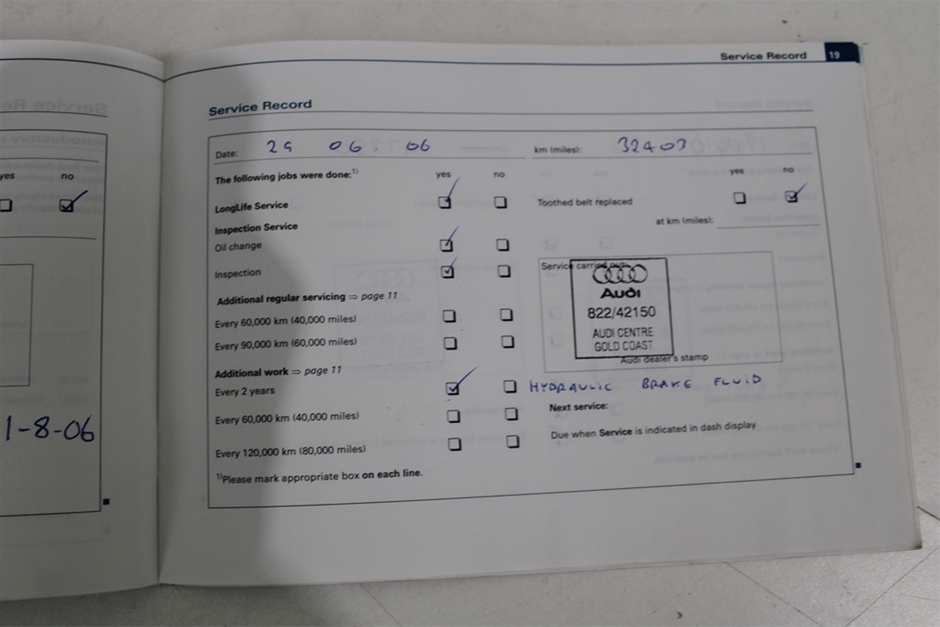 Service Record 19
yes no
1-8-06
Service Record
Date: 29 06 06 km (miles): 32403
The following jobs were done:1) yes no yes no
LongLife Service Toothed belt replaced
at km (miles):
Inspection Service
Oil change
Inspection Service carried out:
Audi
822/42150
AUDI CENTRE
GOLD COAST
Audi dealer's stamp
Additional regular servicing ⇒ page 11
Every 60,000 km (40,000 miles)
Every 90,000 km (60,000 miles)
Additional work ⇒ page 11
Every 2 years HYDRAULIC BRAKE FLUID
Every 60,000 km (40,000 miles) Next service:
Every 120,000 km (80,000 miles) Due when Service is indicated in dash display
1)Please mark appropriate box on each line.